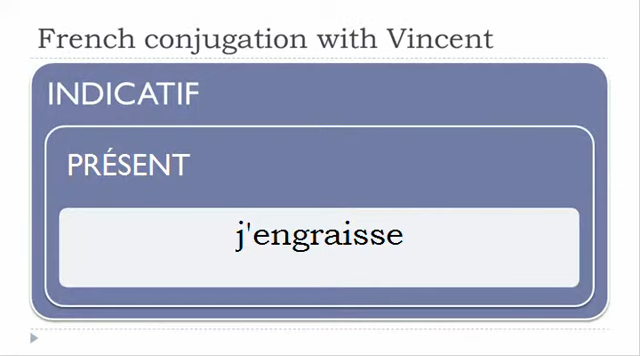 French conjugation with Vincent
INDICATIF
PRÉSENT
j'engraisse